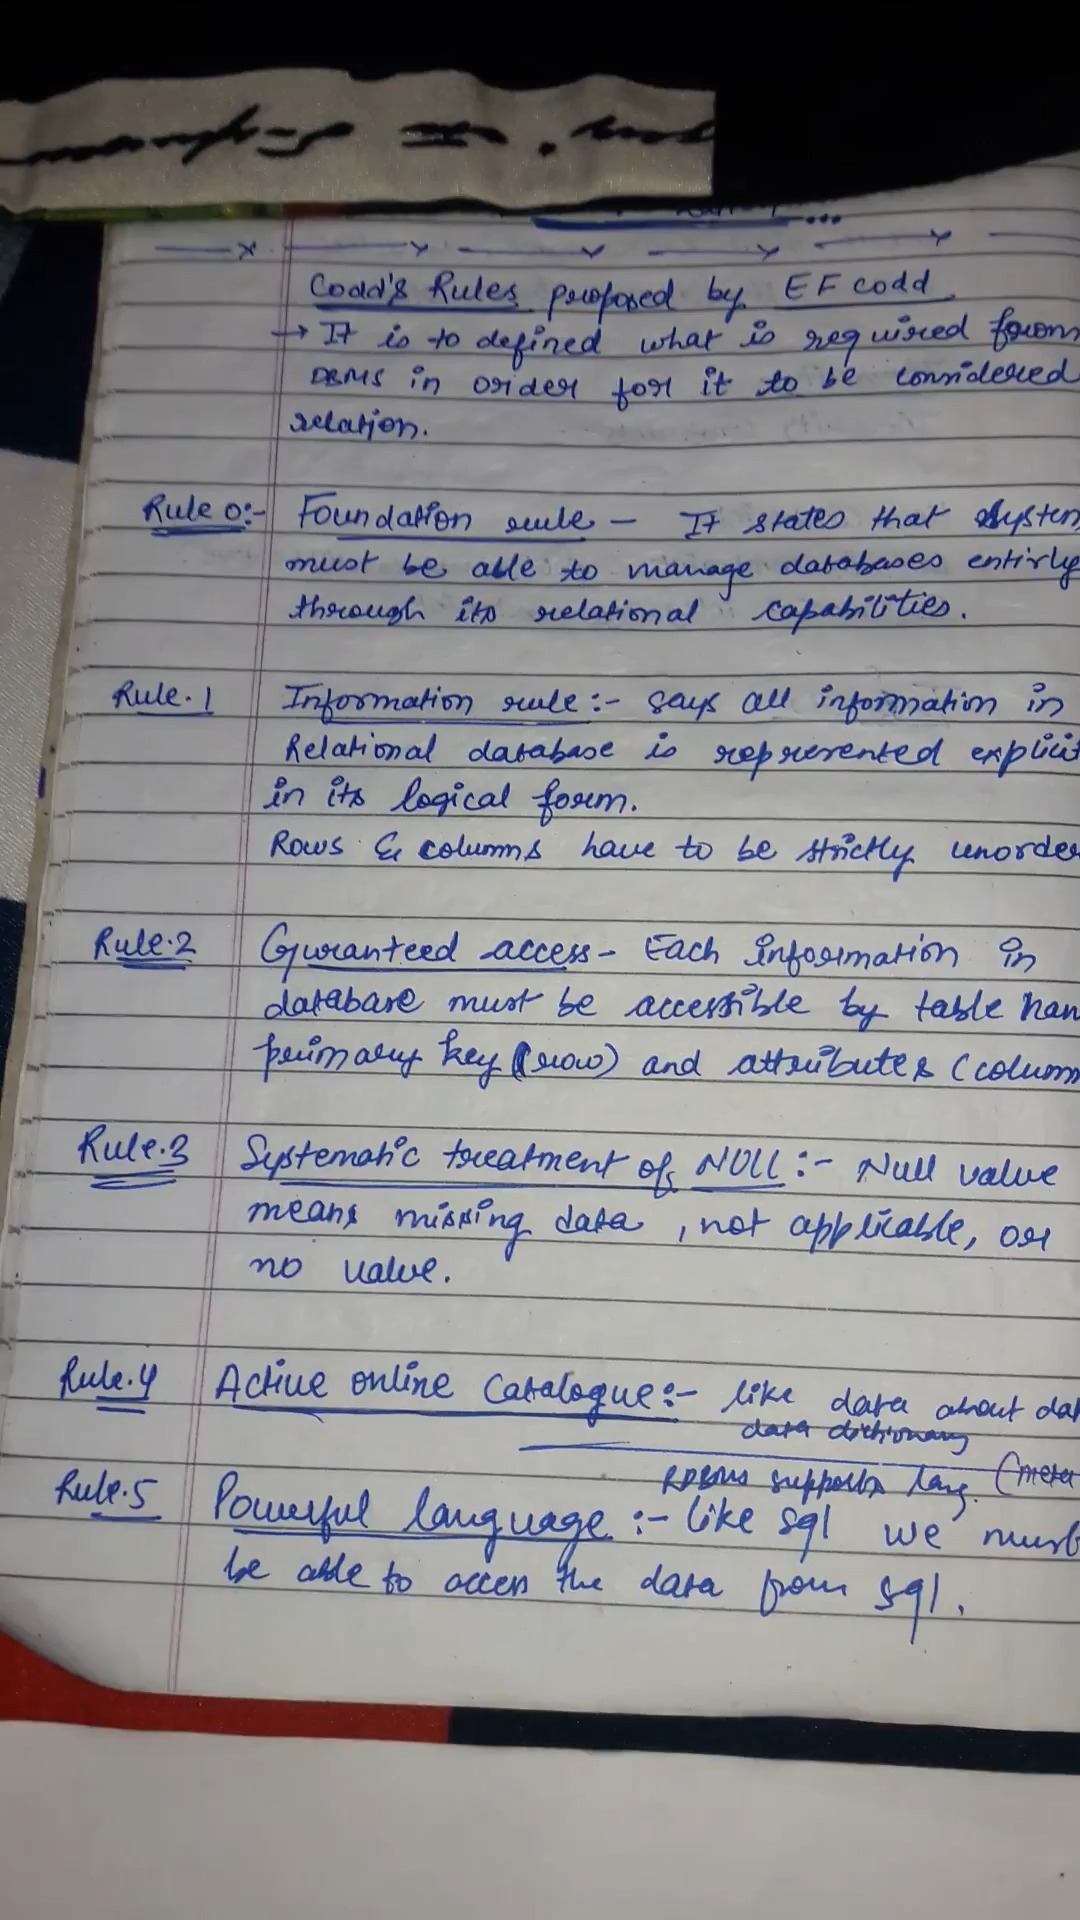 Codd's Rules proposed by EF codd
→ It is to defined what is required from
DBMS in order for it to be considered
relation.
Rule 0:- Foundation rule - It states that system
must be able to manage databases entirly
through its relational capabilities.
Rule.1 Information rule:- says all information in
Relational database is represented explicit
in its logical form.
Rows & columns have to be strictly unorder
Rule.2 Guranteed access- Each information in
database must be accessible by table
primary key (row) and attributes (column
Rule.3 Systematic treatment of NULL:- Null value
means missing data, not applicable, or
no value.
Rule.4 Active online Catalogue:- like data about dat
data dictionary
RDBMS supports lang. (meta
Rule.5 Powerful language:- like sql we must
be able to accen the data from sql.